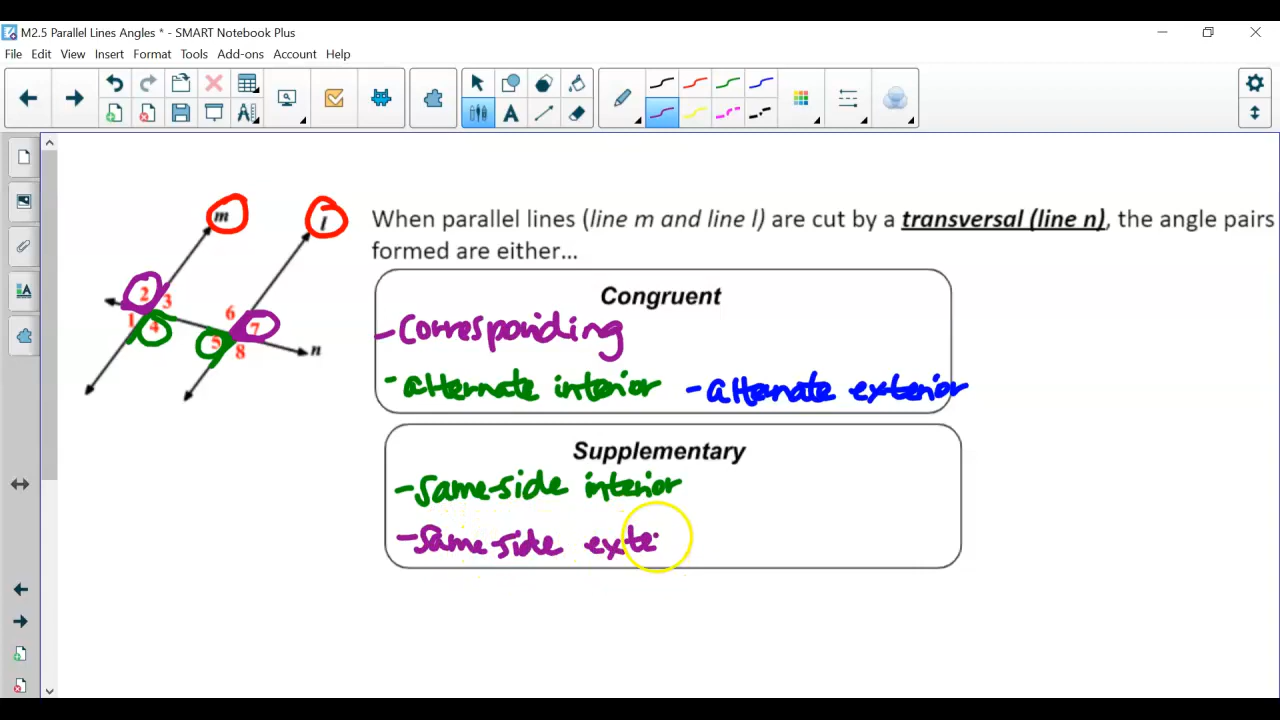 M2.5 Parallel Lines Angles * - SMART Notebook Plus
File Edit View Insert Format Tools Add-ons Account Help
m
l
When parallel lines (line m and line l) are cut by a transversal (line n), the angle pairs
formed are either...
2
3
1
4
6
7
5
8
n
Congruent
-Corresponding
-alternate interior -alternate exterior
Supplementary
-Same-side interior
-Same side exte